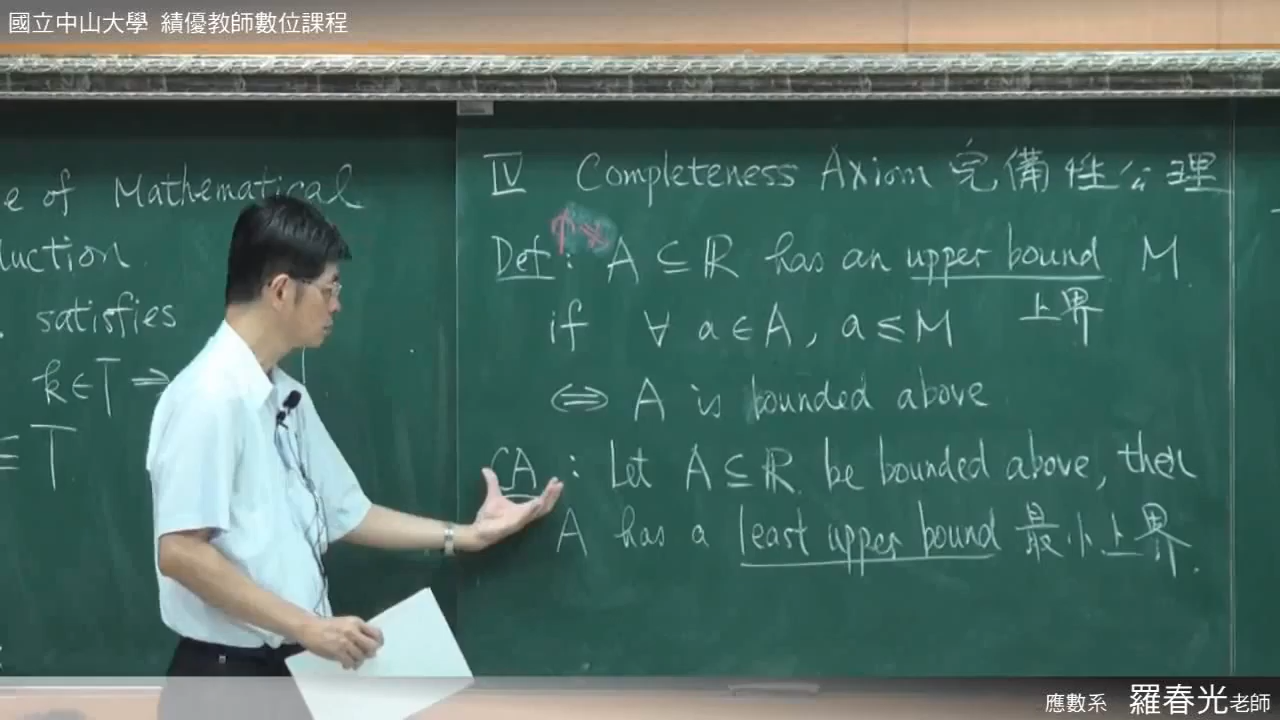 國立中山大學 績優教師數位課程
e of Mathematical
duction
satisfies
k∈T ⇒
T
IV Completeness Axiom 完備性公理
Def : A ⊆ ℝ has an upper bound M
上界
if ∀ a ∈ A, a ≤ M
⇔ A is bounded above
CA : Let A ⊆ ℝ be bounded above, then
A has a least upper bound 最小上界.
應數系 羅春光老師